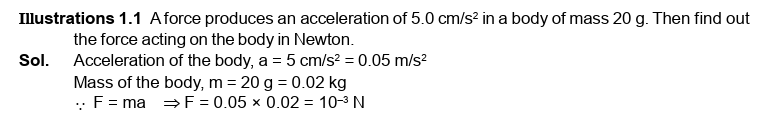 Illustrations 1.1 A force produces an acceleration of 5.0 cm/s² in a body of mass 20 g. Then find out
the force acting on the body in Newton.
Sol. Acceleration of the body, a = 5 cm/s² = 0.05 m/s²
Mass of the body, m = 20 g = 0.02 kg
∵ F = ma ⇒ F = 0.05 × 0.02 = 10⁻³ N